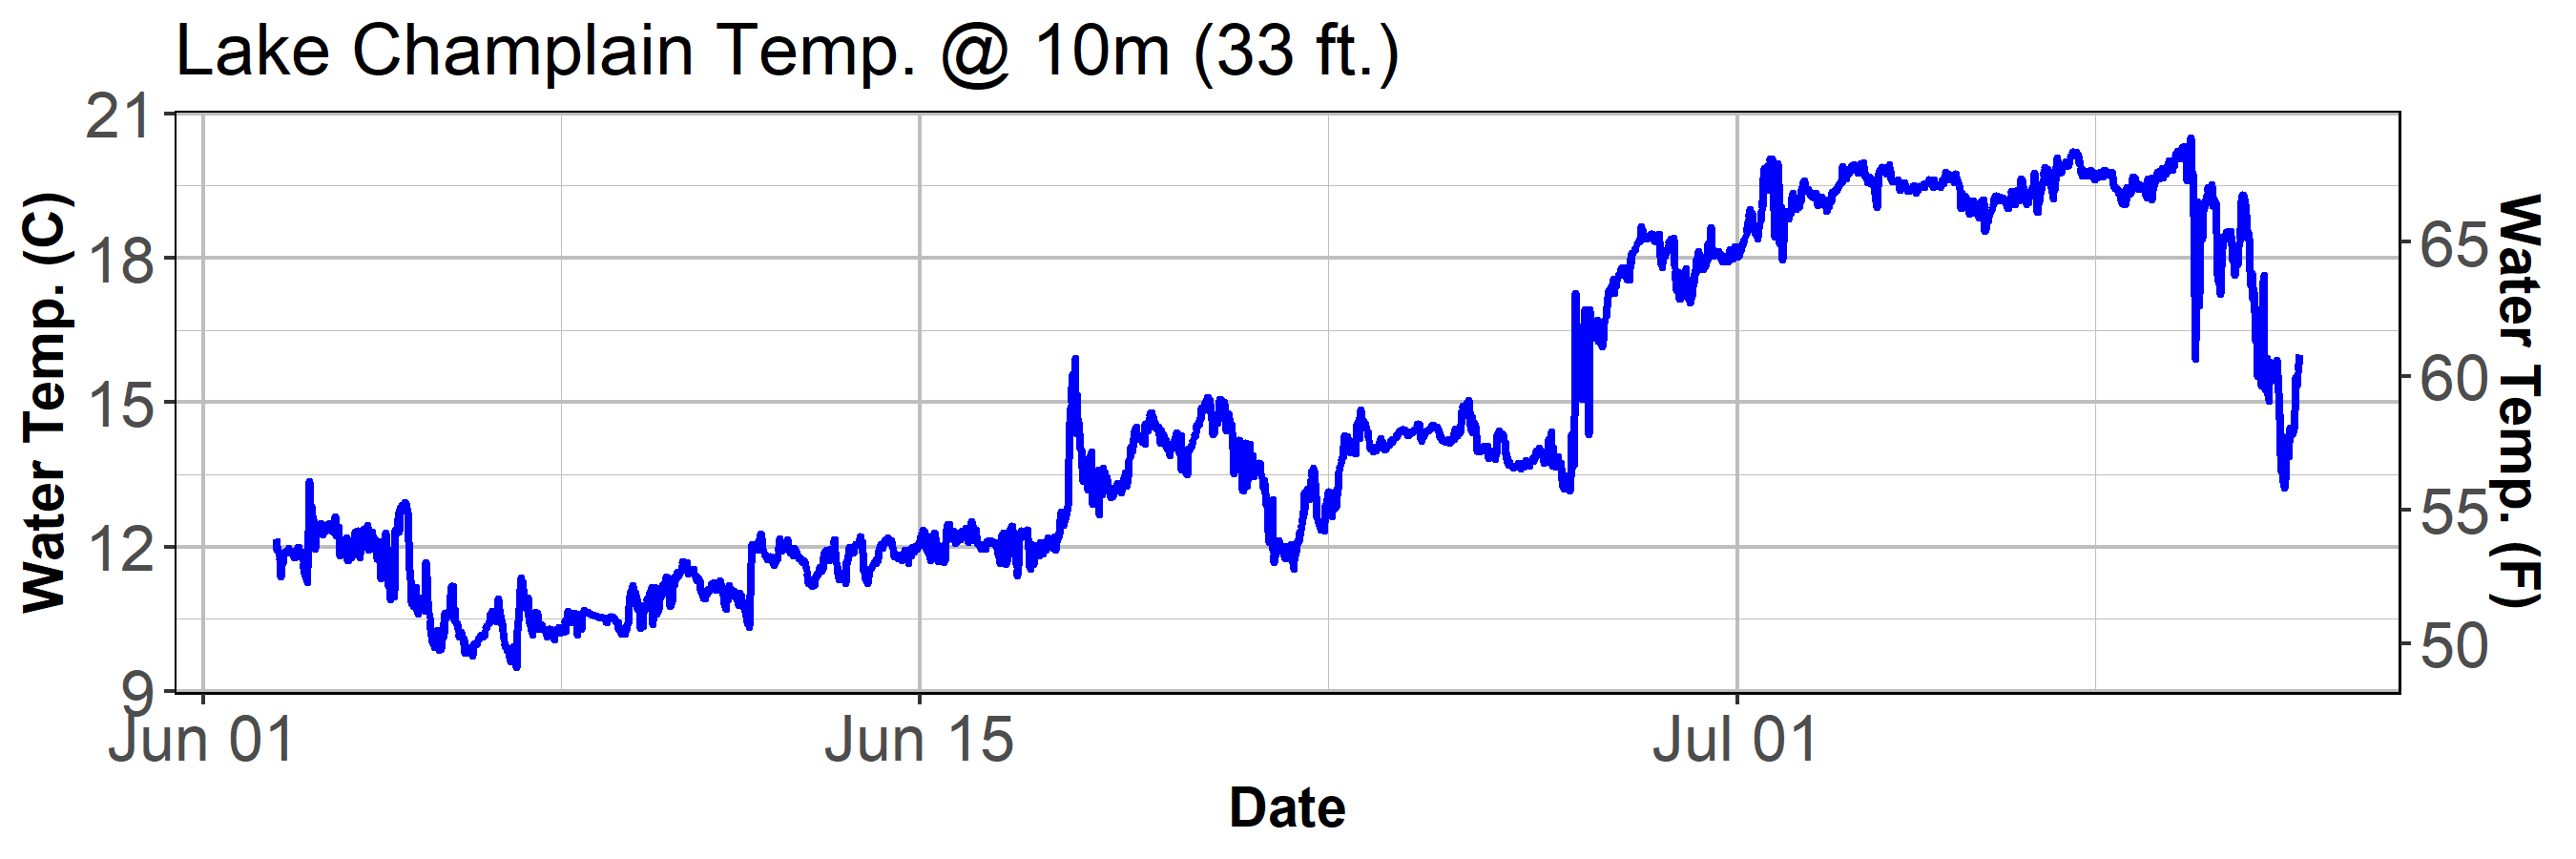 Lake Champlain Temp. @ 10m (33 ft.)
21
18
15
12
9
Water Temp. (C)
65
60
55
50
Water Temp. (F)
Jun 01
Jun 15
Jul 01
Date